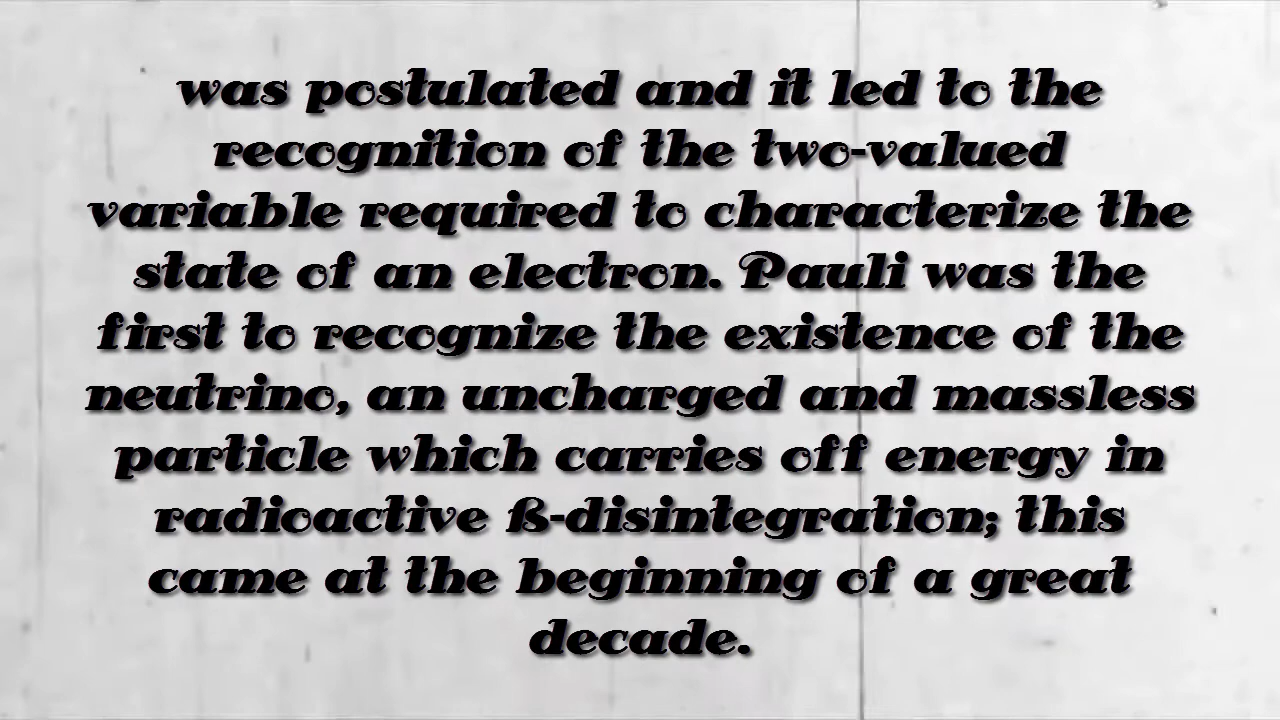 was postulated and it led to the
recognition of the two-valued
variable required to characterize the
state of an electron. Pauli was the
first to recognize the existence of the
neutrino, an uncharged and massless
particle which carries off energy in
radioactive ß-disintegration; this
came at the beginning of a great
decade.